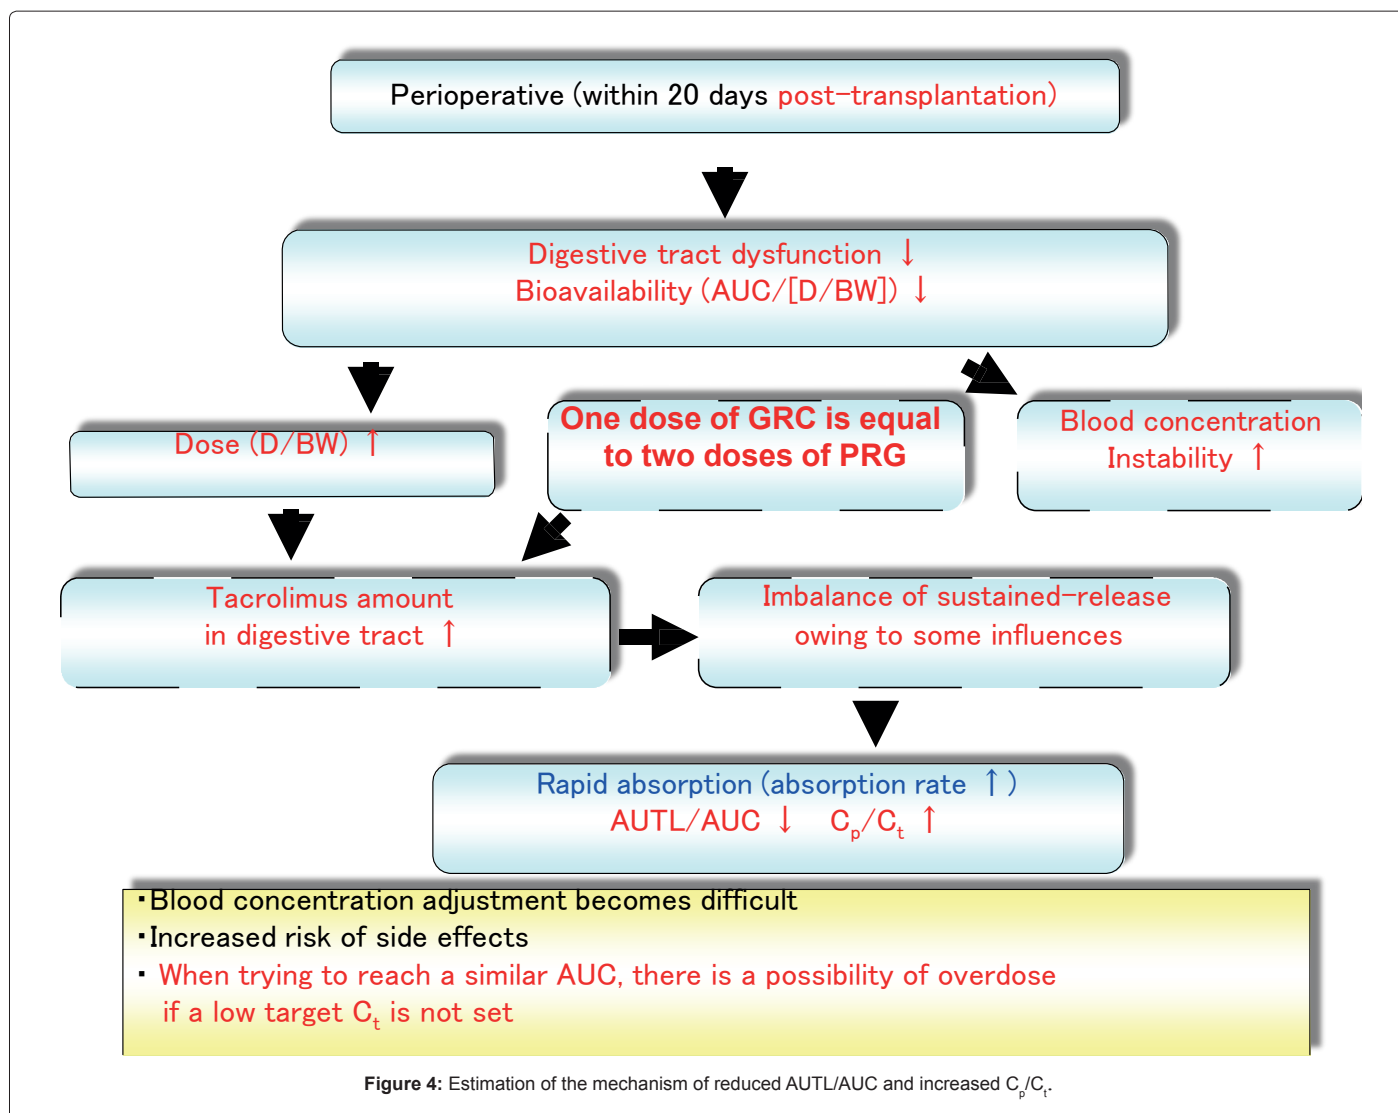 Perioperative (within 20 days post-transplantation)
Digestive tract dysfunction ↓
Bioavailability (AUC/[D/BW]) ↓
Dose (D/BW) ↑
One dose of GRC is equal
to two doses of PRG
Blood concentration
Instability ↑
Tacrolimus amount
in digestive tract ↑
Imbalance of sustained-release
owing to some influences
Rapid absorption (absorption rate ↑)
AUTL/AUC ↓ Cp/Ct ↑
・Blood concentration adjustment becomes difficult
・Increased risk of side effects
・When trying to reach a similar AUC, there is a possibility of overdose
if a low target Ct is not set
Figure 4: Estimation of the mechanism of reduced AUTL/AUC and increased Cp/Ct.